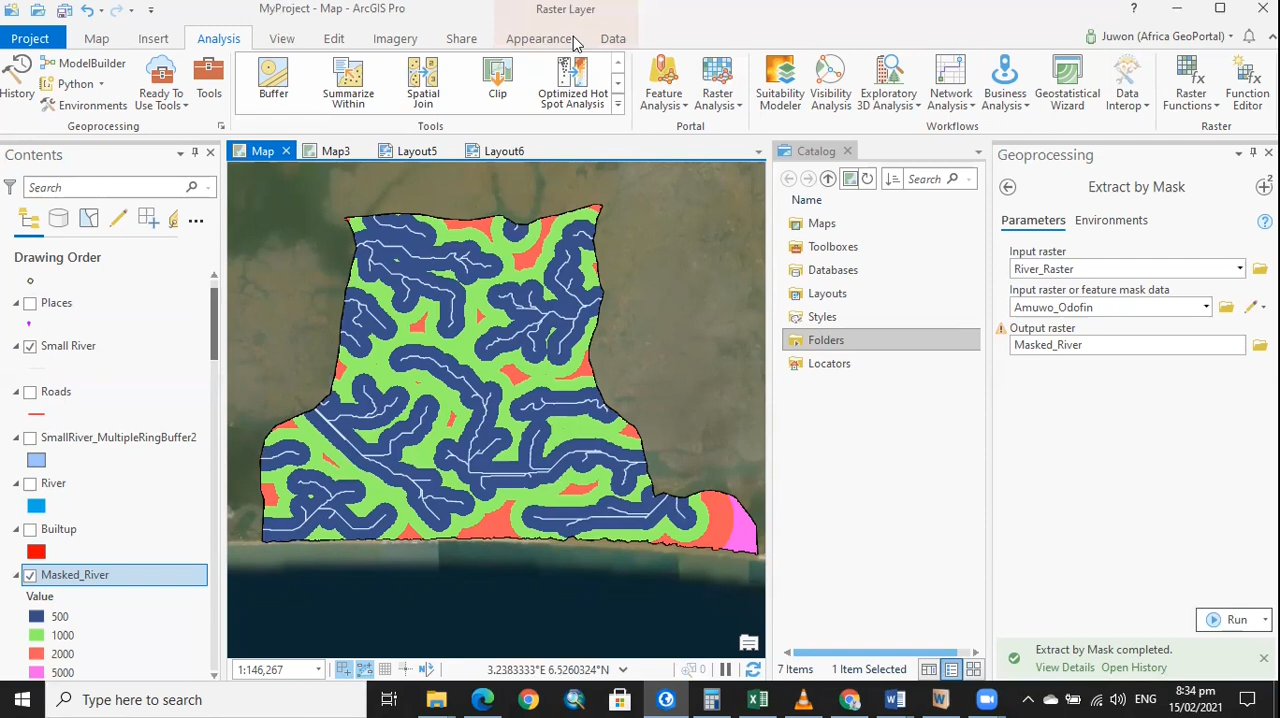 MyProject - Map - ArcGIS Pro
Raster Layer
?
Project
Map
Insert
Analysis
View
Edit
Imagery
Share
Appearance
Data
Juwon (Africa GeoPortal)
History
ModelBuilder
Python
Environments
Ready To Use Tools
Tools
Geoprocessing
Buffer
Summarize Within
Spatial Join
Clip
Optimized Hot Spot Analysis
Tools
Feature Analysis
Raster Analysis
Portal
Suitability Modeler
Visibility Analysis
Exploratory 3D Analysis
Network Analysis
Business Analysis
Geostatistical Wizard
Data Interop
Workflows
Raster Functions
Function Editor
Raster
Contents
Search
Drawing Order
Places
Small River
Roads
SmallRiver_MultipleRingBuffer2
River
Builtup
Masked_River
Value
500
1000
2000
5000
Map
Map3
Layout5
Layout6
1:146,267
3.2383333°E 6.5260324°N
0
Catalog
Search
Name
Maps
Toolboxes
Databases
Layouts
Styles
Folders
Locators
7 Items
1 Item Selected
Geoprocessing
Extract by Mask
2
Parameters
Environments
?
Input raster
River_Raster
Input raster or feature mask data
Amuwo_Odofin
Output raster
Masked_River
Run
Extract by Mask completed.
View Details Open History
Type here to search
ENG
8:34 pm
15/02/2021